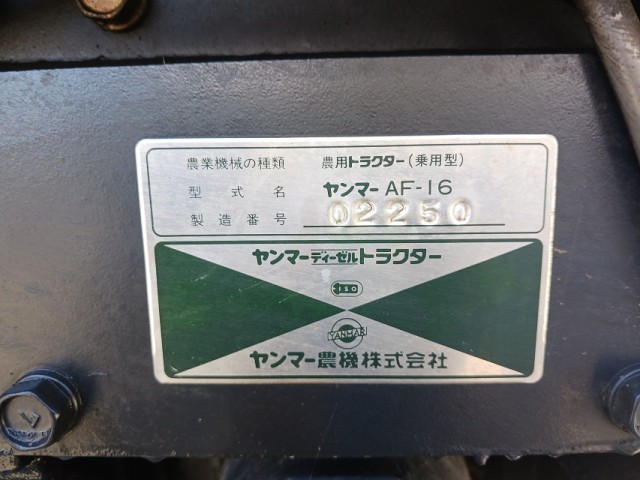 農業機械の種類 農用トラクター(乗用型)
型式名 ヤンマー AF-16
製造番号 02250
ヤンマーディーゼルトラクター
YANMAR
ヤンマー農機株式会社